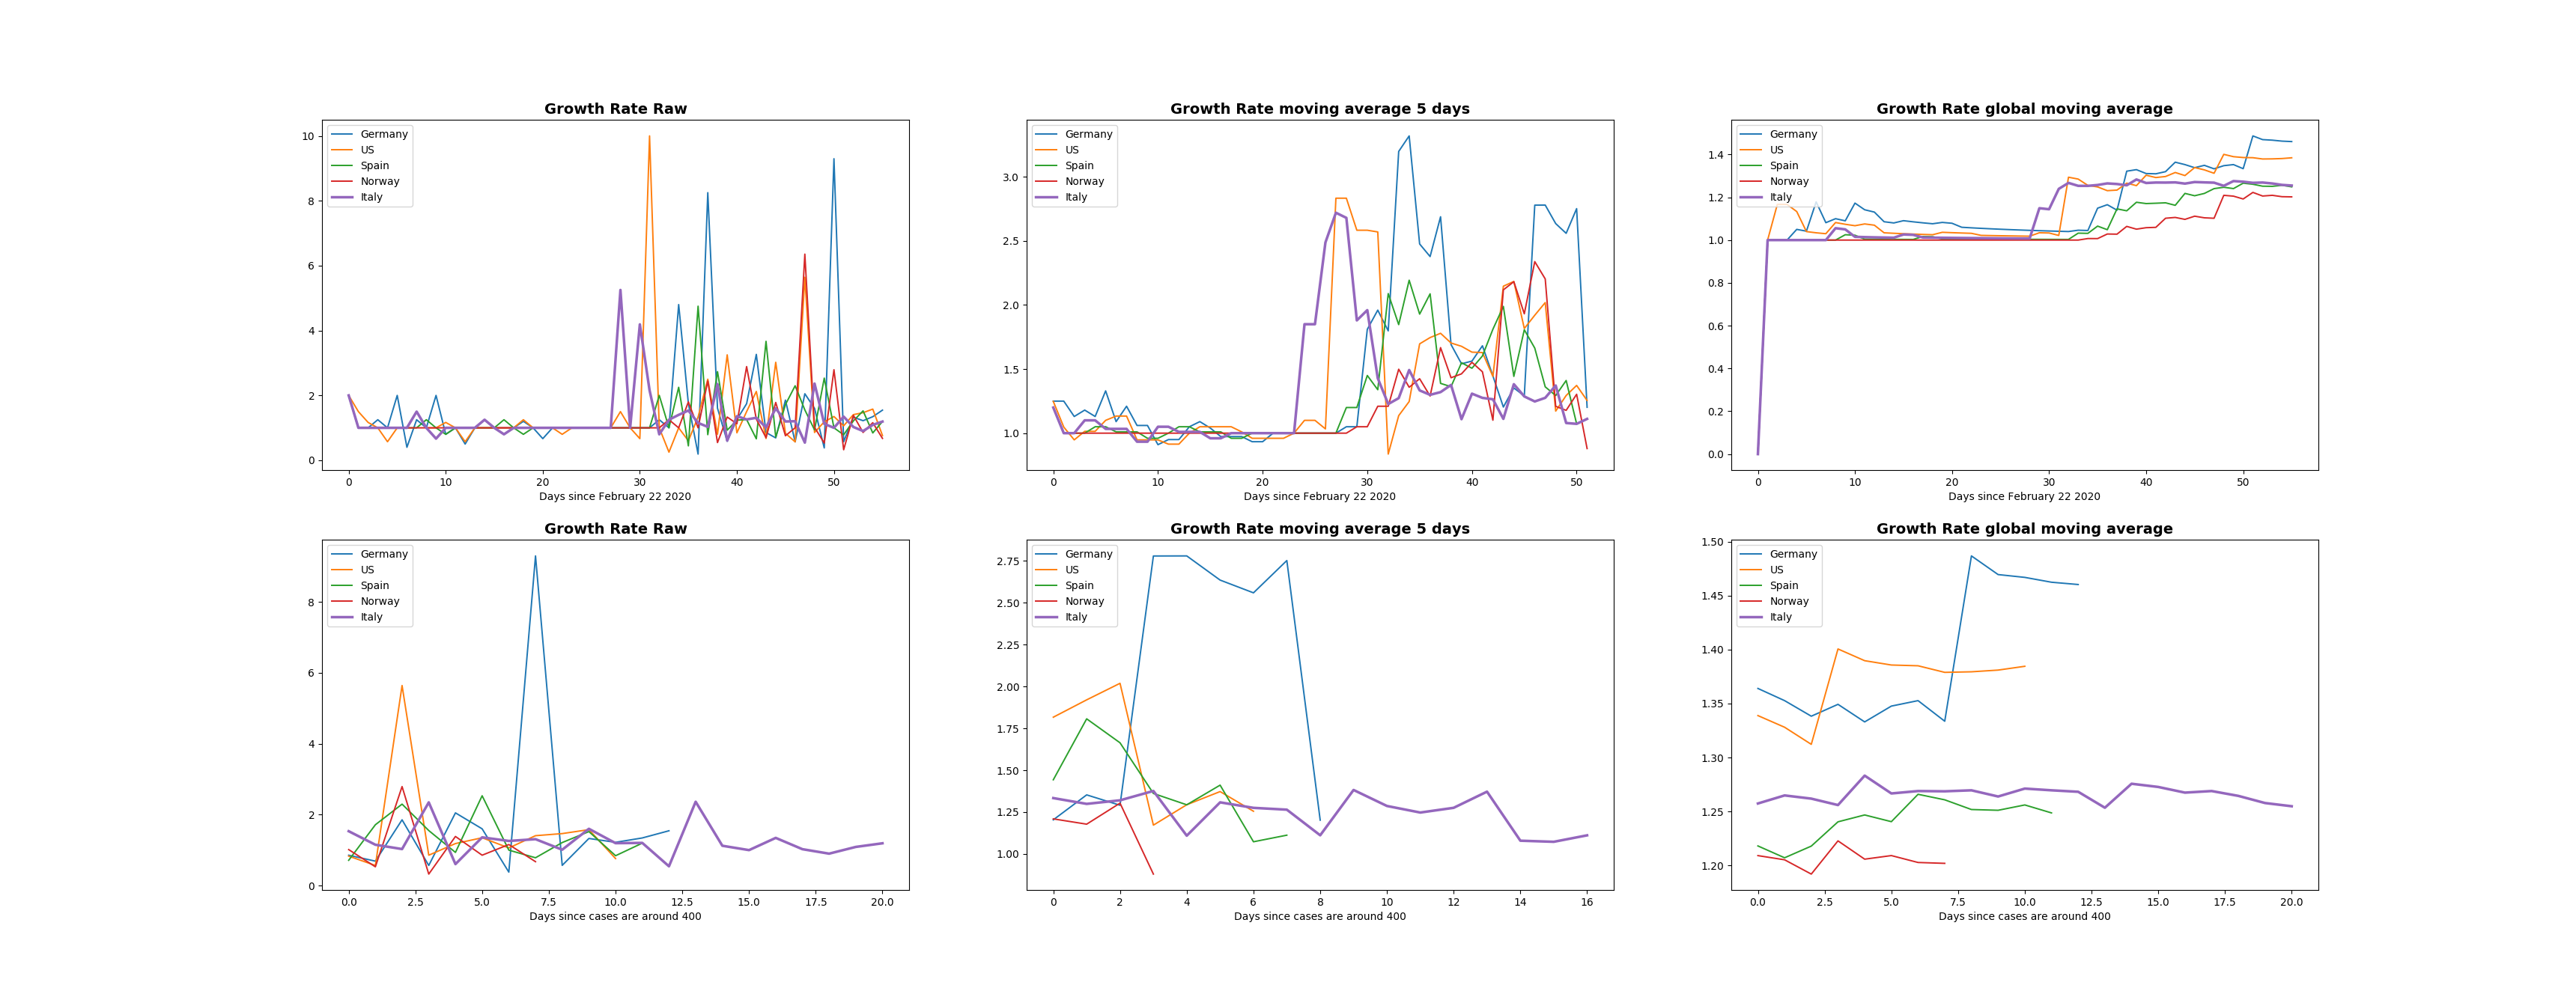 Growth Rate Raw
10
8
6
4
2
0
Germany
US
Spain
Norway
Italy
0 10 20 30 40 50
Days since February 22 2020
Growth Rate moving average 5 days
3.0
2.5
2.0
1.5
1.0
Germany
US
Spain
Norway
Italy
0 10 20 30 40 50
Days since February 22 2020
Growth Rate global moving average
1.4
1.2
1.0
0.8
0.6
0.4
0.2
0.0
Germany
US
Spain
Norway
Italy
0 10 20 30 40 50
Days since February 22 2020
Growth Rate Raw
8
6
4
2
0
Germany
US
Spain
Norway
Italy
0.0 2.5 5.0 7.5 10.0 12.5 15.0 17.5 20.0
Days since cases are around 400
Growth Rate moving average 5 days
2.75
2.50
2.25
2.00
1.75
1.50
1.25
1.00
Germany
US
Spain
Norway
Italy
0 2 4 6 8 10 12 14 16
Days since cases are around 400
Growth Rate global moving average
1.50
1.45
1.40
1.35
1.30
1.25
1.20
Germany
US
Spain
Norway
Italy
0.0 2.5 5.0 7.5 10.0 12.5 15.0 17.5 20.0
Days since cases are around 400